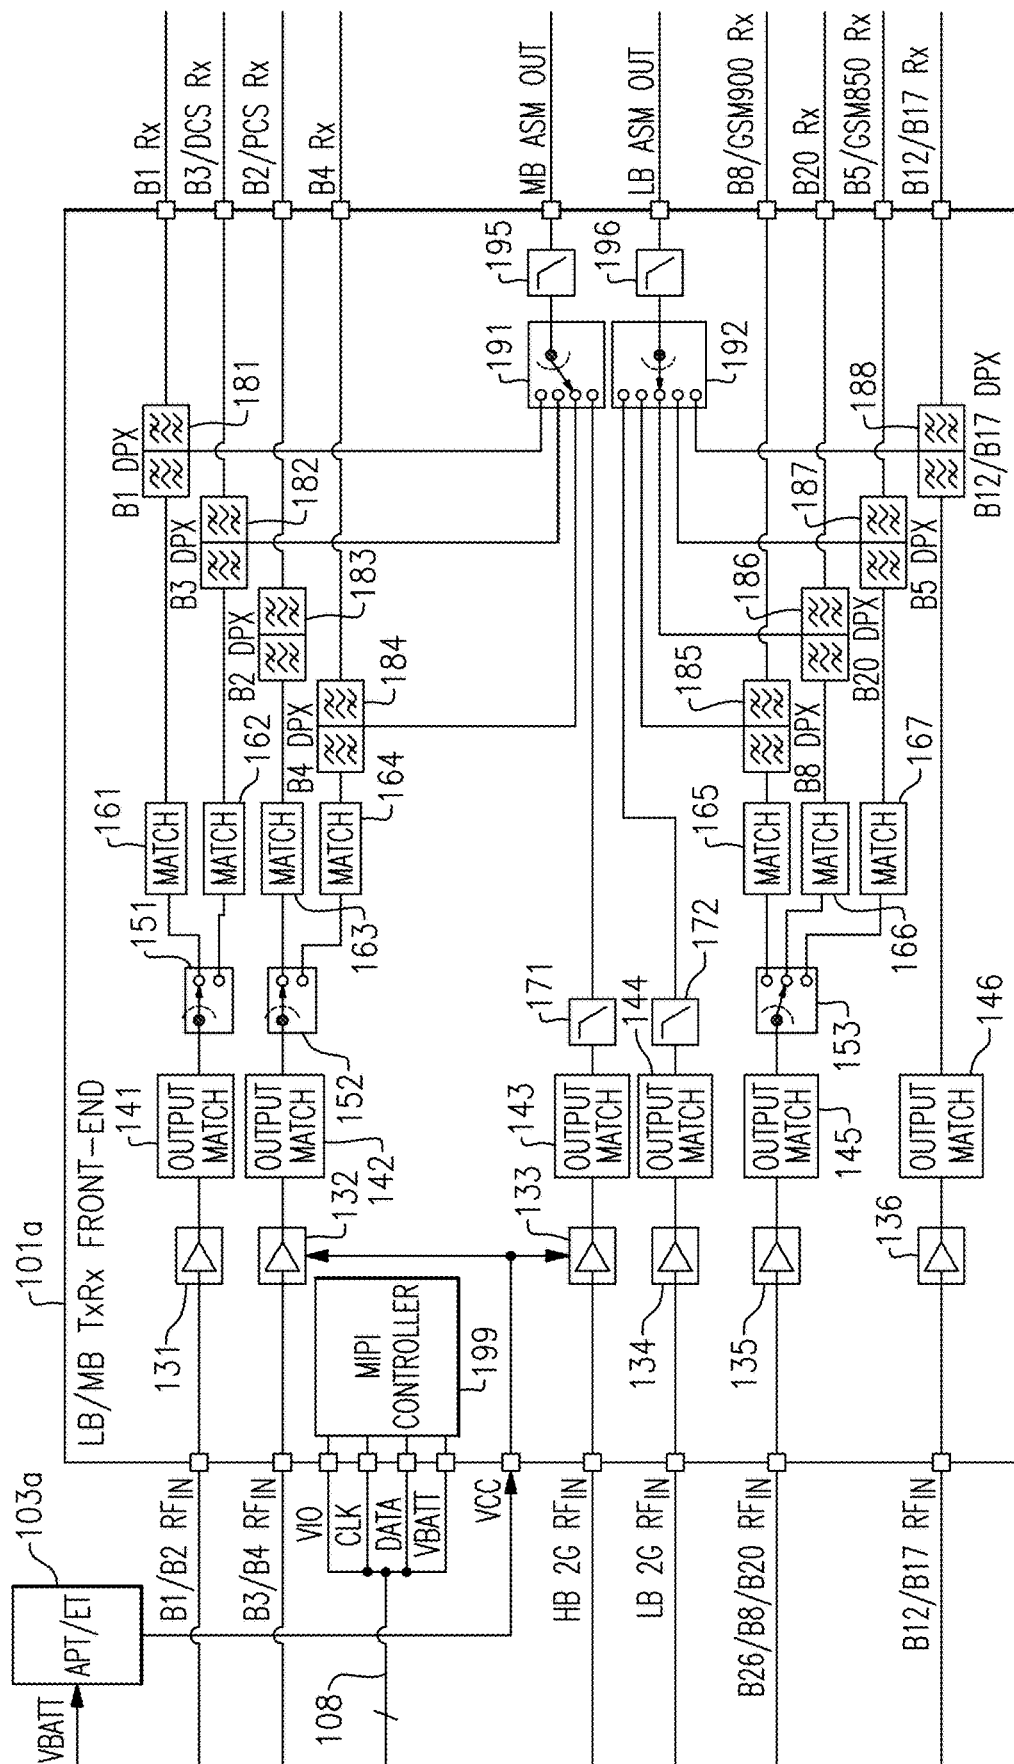 101a
LB/MB TxRx FRONT-END
103a
APT/ET
VBATT
B1/B2 RFIN
B3/B4 RFIN
VIO
CLK
DATA
VBATT
VCC
108
HB 2G RFIN
LB 2G RFIN
B26/B8/B20 RFIN
B12/B17 RFIN
MIPI
CONTROLLER
199
131
132
133
134
135
136
OUTPUT
MATCH
141
OUTPUT
MATCH
142
OUTPUT
MATCH
143
OUTPUT
MATCH
144
OUTPUT
MATCH
145
OUTPUT
MATCH
146
151
152
153
171
172
MATCH
161
MATCH
162
MATCH
163
MATCH
164
MATCH
165
MATCH
166
MATCH
167
B1 DPX
181
B3 DPX
182
B2 DPX
183
B4 DPX
184
B8 DPX
185
B20 DPX
186
B5 DPX
187
B12/B17 DPX
188
191
192
195
196
B1 Rx
B3/DCS Rx
B2/PCS Rx
B4 Rx
MB ASM OUT
LB ASM OUT
B8/GSM900 Rx
B20 Rx
B5/GSM850 Rx
B12/B17 Rx